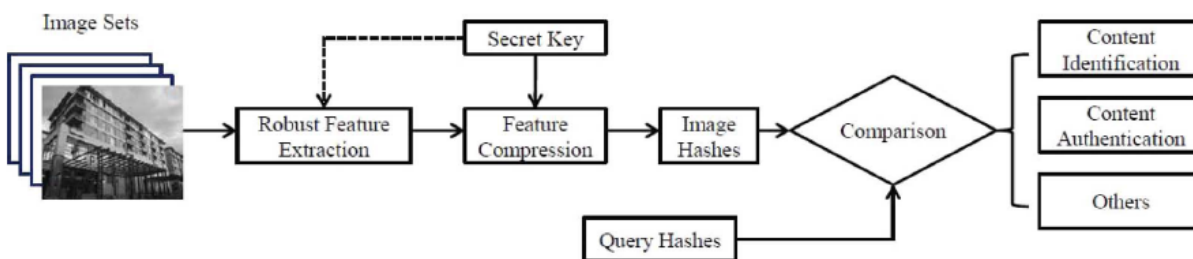 Image Sets
Secret Key
Robust Feature
Extraction
Feature
Compression
Image
Hashes
Comparison
Query Hashes
Content
Identification
Content
Authentication
Others